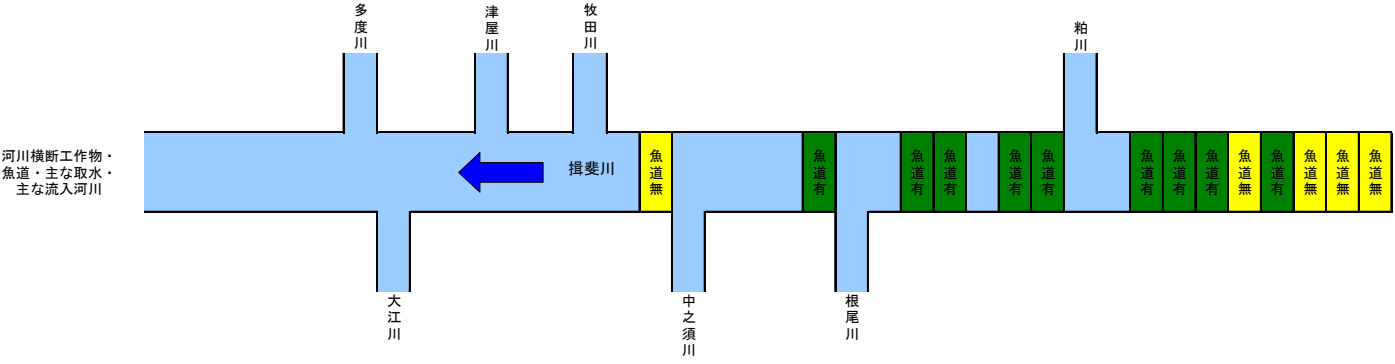 多度川
津屋川
牧田川
粕川
河川横断工作物・
魚道・主な取水・
主な流入河川
揖斐川
魚道無
魚道有
魚道有
魚道有
魚道有
魚道有
魚道有
魚道有
魚道有
魚道無
魚道有
魚道無
魚道無
魚道無
大江川
中之須川
根尾川